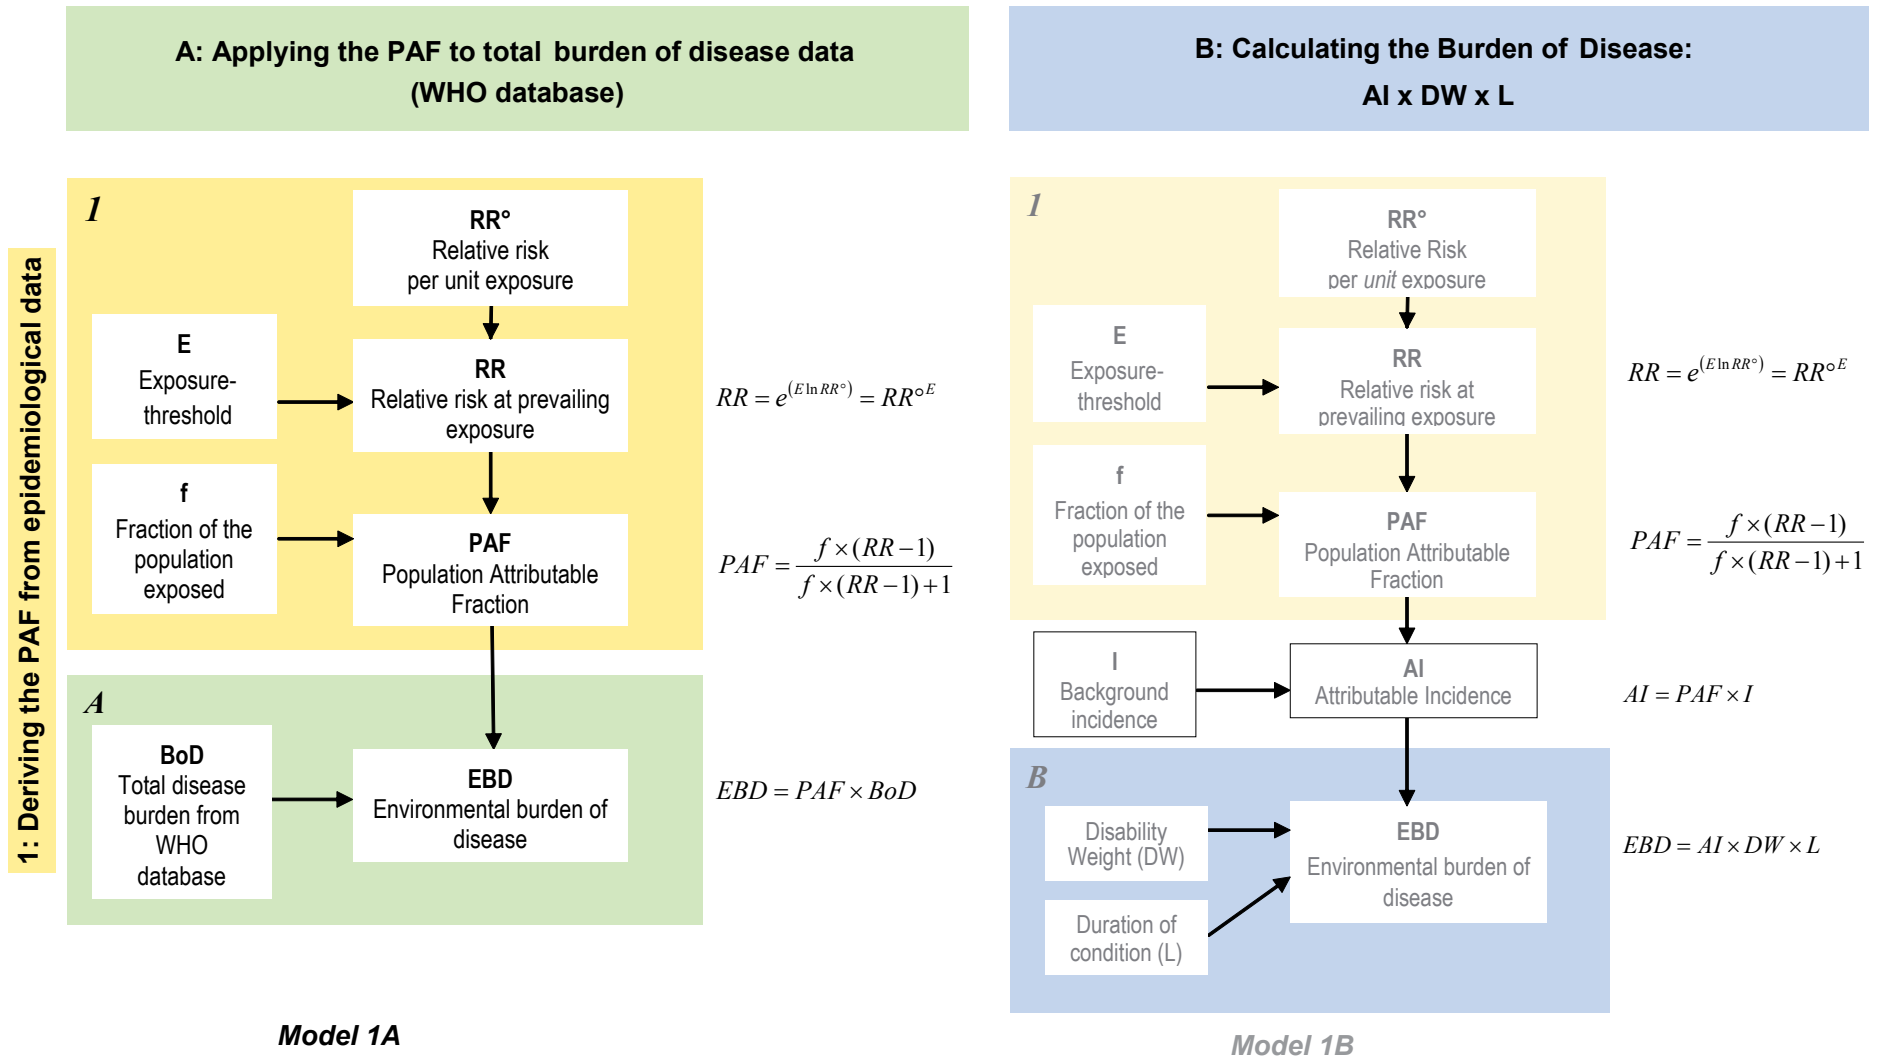 A: Applying the PAF to total burden of disease data
(WHO database)
B: Calculating the Burden of Disease:
AI x DW x L
1: Deriving the PAF from epidemiological data
1
RR°
Relative risk
per unit exposure
E
Exposure-
threshold
RR
Relative risk at prevailing
exposure
f
Fraction of the
population
exposed
PAF
Population Attributable
Fraction
RR = e^(E ln RR°) = RR°^E
PAF = f × (RR − 1) / f × (RR − 1) + 1
A
BoD
Total disease
burden from
WHO
database
EBD
Environmental burden of
disease
EBD = PAF × BoD
Model 1A
1
RR°
Relative Risk
per unit exposure
E
Exposure-
threshold
RR
Relative risk at
prevailing exposure
f
Fraction of the
population
exposed
PAF
Population Attributable
Fraction
RR = e^(E ln RR°) = RR°^E
PAF = f × (RR − 1) / f × (RR − 1) + 1
I
Background
incidence
AI
Attributable Incidence
AI = PAF × I
B
Disability
Weight (DW)
Duration of
condition (L)
EBD
Environmental burden of
disease
EBD = AI × DW × L
Model 1B